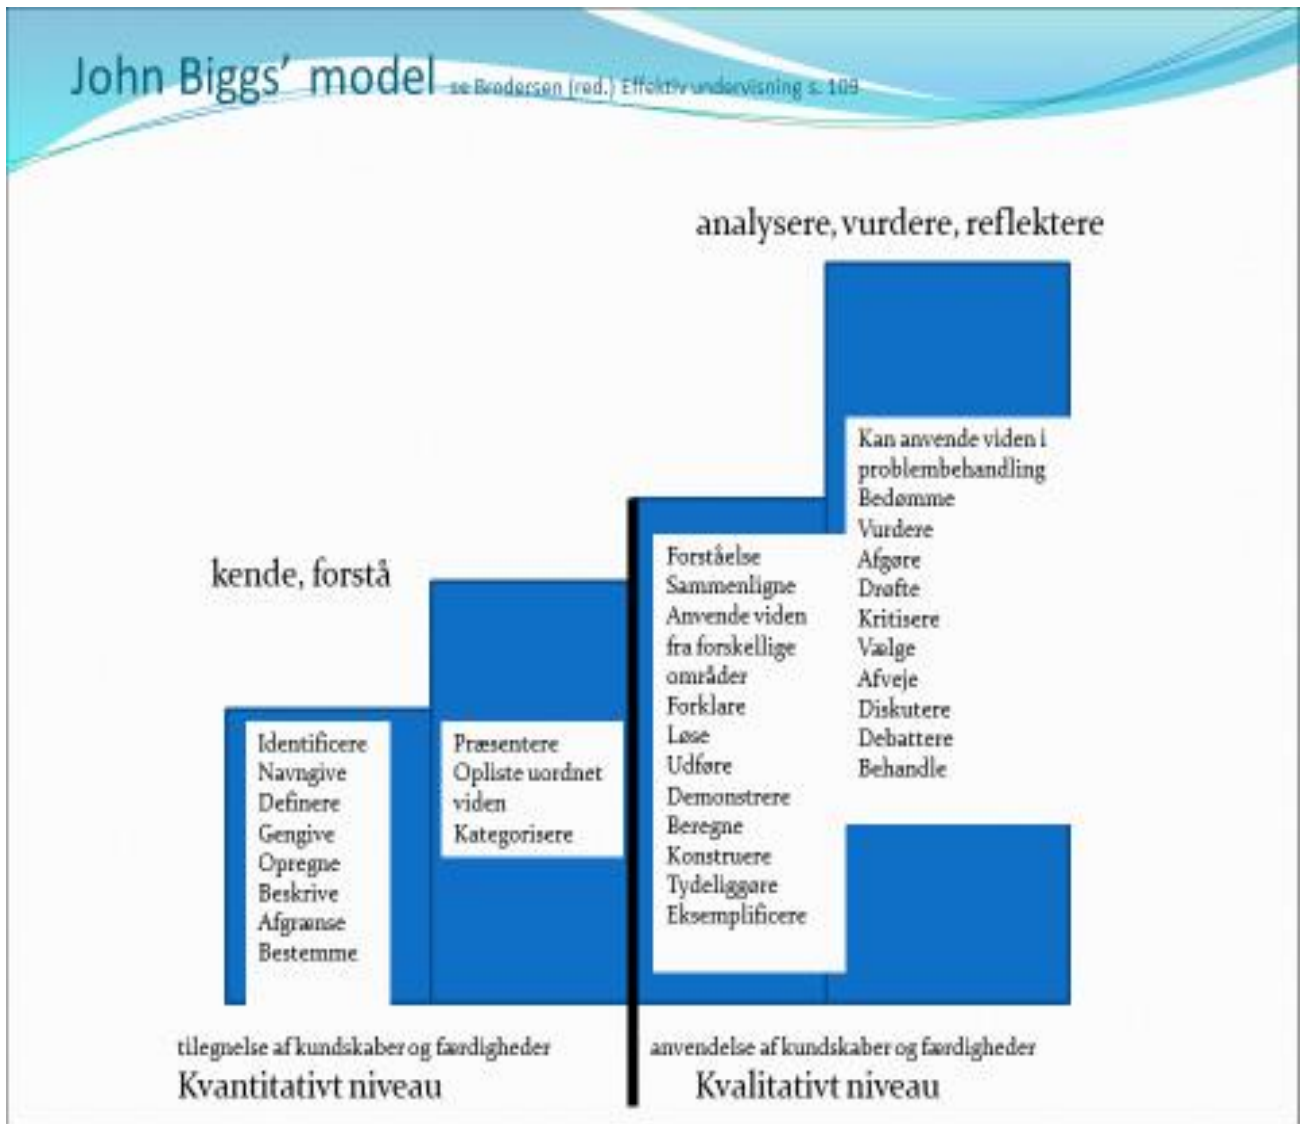 John Biggs' model se Brodersen (red.) Effektiv undervisning s. 109
analysere, vurdere, reflektere
kende, forstå
Identificere
Navngive
Definere
Gengive
Opregne
Beskrive
Afgrænse
Bestemme
Præsentere
Opliste uordnet
viden
Kategorisere
Forståelse
Sammenligne
Anvende viden
fra forskellige
områder
Forklare
Løse
Udføre
Demonstrere
Beregne
Konstruere
Tydeliggøre
Eksemplificere
Kan anvende viden i
problembehandling
Bedømme
Vurdere
Afgøre
Drøfte
Kritisere
Vælge
Afveje
Diskutere
Debattere
Behandle
tilegnelse af kundskaber og færdigheder
Kvantitativt niveau
anvendelse af kundskaber og færdigheder
Kvalitativt niveau